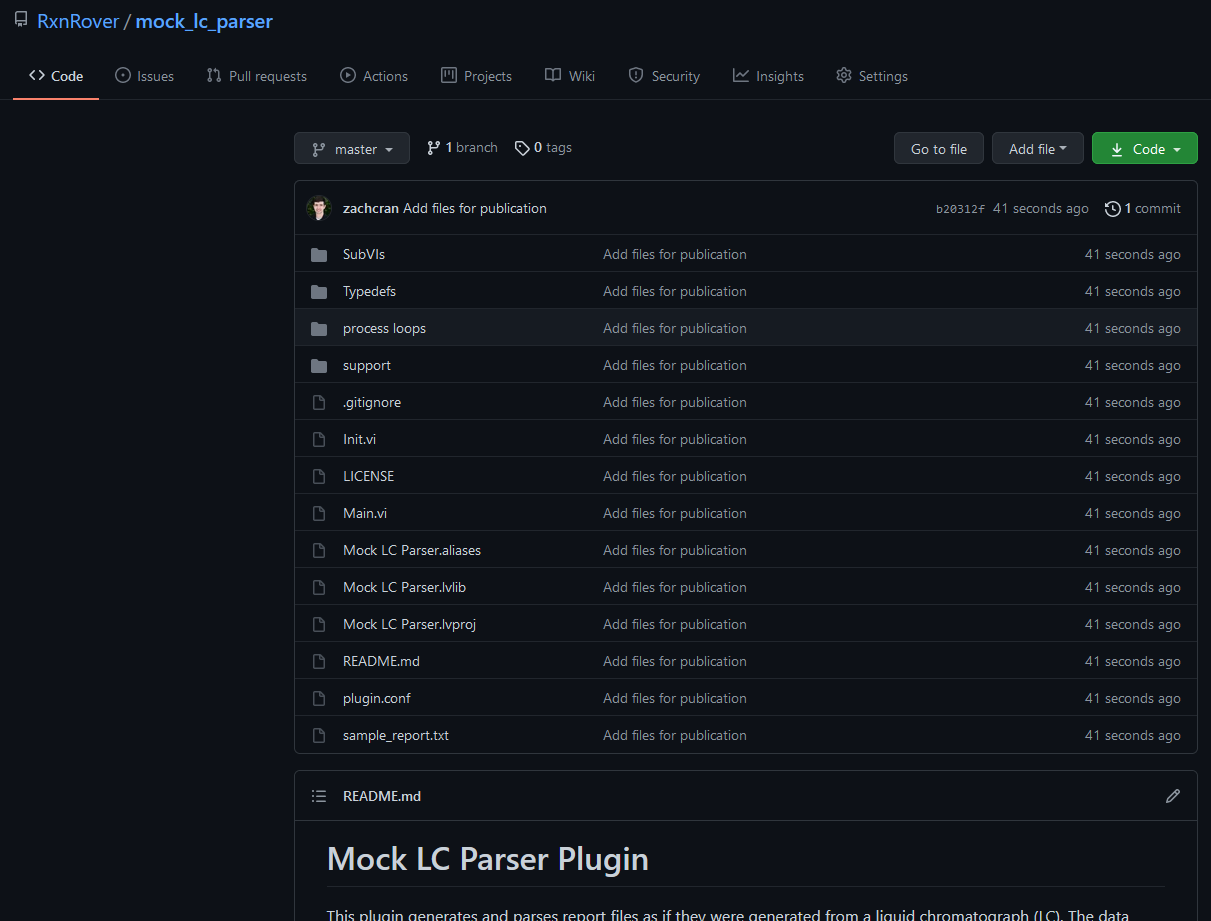 RxnRover / mock_lc_parser
Code Issues Pull requests Actions Projects Wiki Security Insights Settings
master 1 branch 0 tags Go to file Add file Code
zachcran Add files for publication b20312f 41 seconds ago 1 commit
SubVIs Add files for publication 41 seconds ago
Typedefs Add files for publication 41 seconds ago
process loops Add files for publication 41 seconds ago
support Add files for publication 41 seconds ago
.gitignore Add files for publication 41 seconds ago
Init.vi Add files for publication 41 seconds ago
LICENSE Add files for publication 41 seconds ago
Main.vi Add files for publication 41 seconds ago
Mock LC Parser.aliases Add files for publication 41 seconds ago
Mock LC Parser.lvlib Add files for publication 41 seconds ago
Mock LC Parser.lvproj Add files for publication 41 seconds ago
README.md Add files for publication 41 seconds ago
plugin.conf Add files for publication 41 seconds ago
sample_report.txt Add files for publication 41 seconds ago
README.md
Mock LC Parser Plugin
This plugin generates and parses report files as if they were generated from a liquid chromatograph (LC). The data